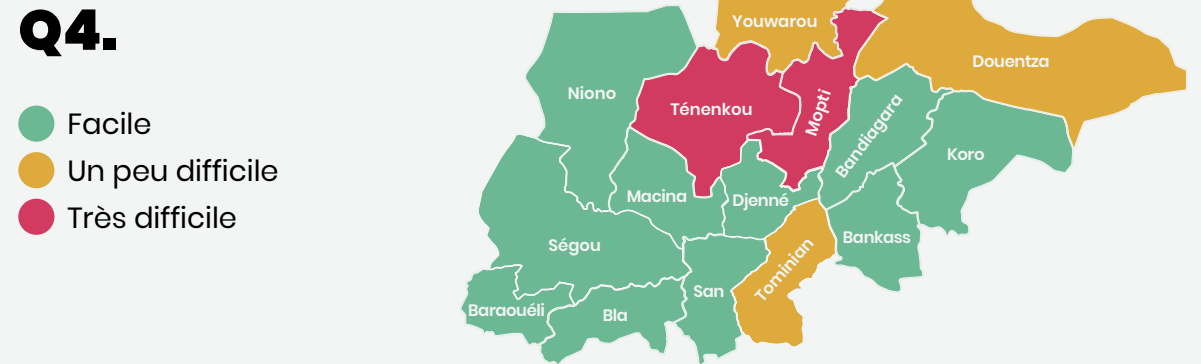 Q4.
Facile
Un peu difficile
Très difficile
Youwarou
Douentza
Niono
Ténenkou
Mopti
Bandiagara
Koro
Macina
Djenné
Ségou
Bankass
Tominian
San
Baraouéli
Bla